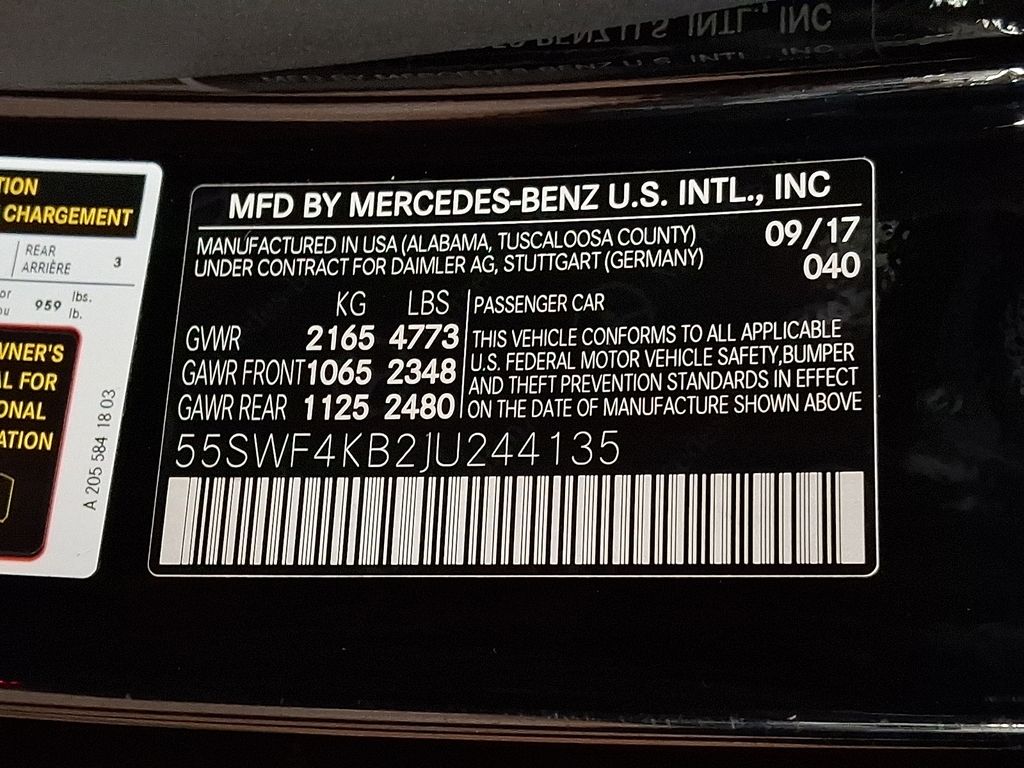 MFD BY MERCEDES-BENZ U.S. INTL., INC
MANUFACTURED IN USA (ALABAMA, TUSCALOOSA COUNTY) 09/17
UNDER CONTRACT FOR DAIMLER AG, STUTTGART (GERMANY) 040
KG LBS PASSENGER CAR
GVWR 2165 4773
GAWR FRONT 1065 2348
GAWR REAR 1125 2480
THIS VEHICLE CONFORMS TO ALL APPLICABLE
U.S. FEDERAL MOTOR VEHICLE SAFETY,BUMPER
AND THEFT PREVENTION STANDARDS IN EFFECT
ON THE DATE OF MANUFACTURE SHOWN ABOVE
55SWF4KB2JU244135
TION
CHARGEMENT
REAR
ARRIÈRE 3
or 959 lbs.
ou lb.
WNER'S
AL FOR
ONAL
ATION
A 205 584 18 03